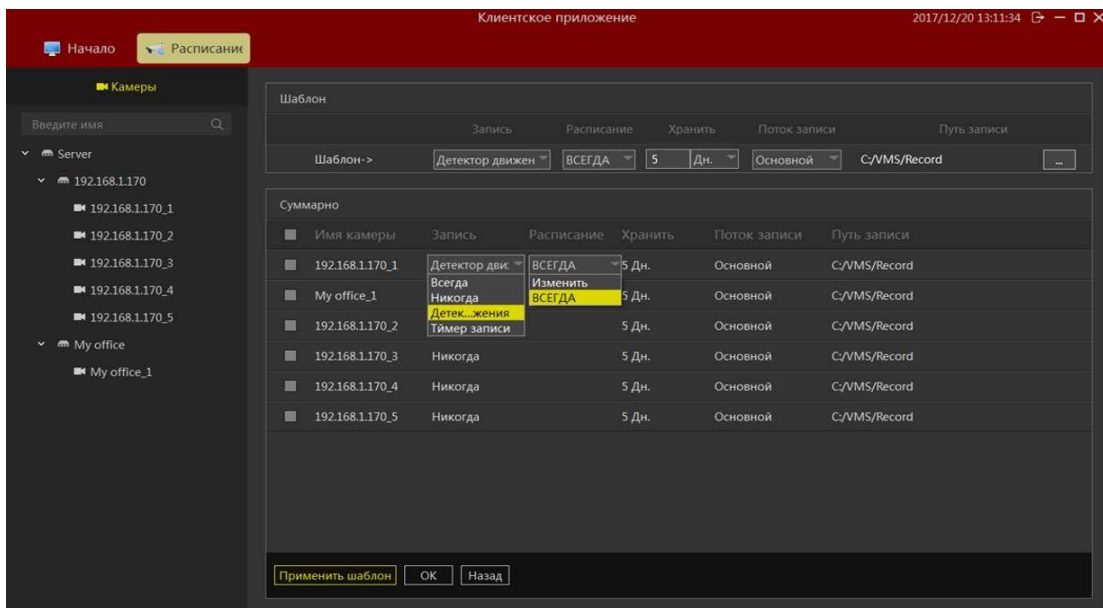 Клиентское приложение 2017/12/20 13:11:34
Начало Расписание
Камеры
Введите имя
Server
192.168.1.170
192.168.1.170_1
192.168.1.170_2
192.168.1.170_3
192.168.1.170_4
192.168.1.170_5
My office
My office_1
Шаблон
Запись Расписание Хранить Поток записи Путь записи
Шаблон-> Детектор движен ВСЕГДА 5 Дн. Основной C:/VMS/Record ...
Суммарно
Имя камеры Запись Расписание Хранить Поток записи Путь записи
192.168.1.170_1 Детектор движ ВСЕГДА 5 Дн. Основной C:/VMS/Record
Всегда Изменить
My office_1 Никогда ВСЕГДА 5 Дн. Основной C:/VMS/Record
Детек...жения
192.168.1.170_2 Тймер записи 5 Дн. Основной C:/VMS/Record
192.168.1.170_3 Никогда 5 Дн. Основной C:/VMS/Record
192.168.1.170_4 Никогда 5 Дн. Основной C:/VMS/Record
192.168.1.170_5 Никогда 5 Дн. Основной C:/VMS/Record
Применить шаблон OK Назад